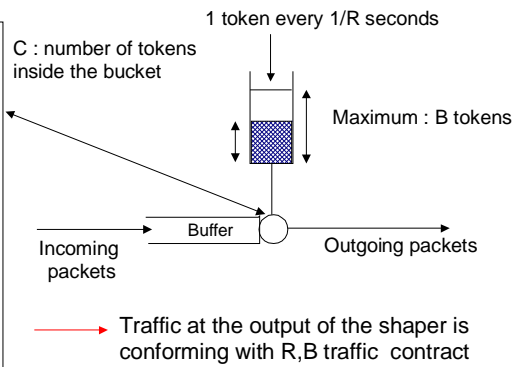 1 token every 1/R seconds
C : number of tokens
inside the bucket
Maximum : B tokens
Buffer
Incoming
packets
Outgoing packets
Traffic at the output of the shaper is
conforming with R,B traffic contract